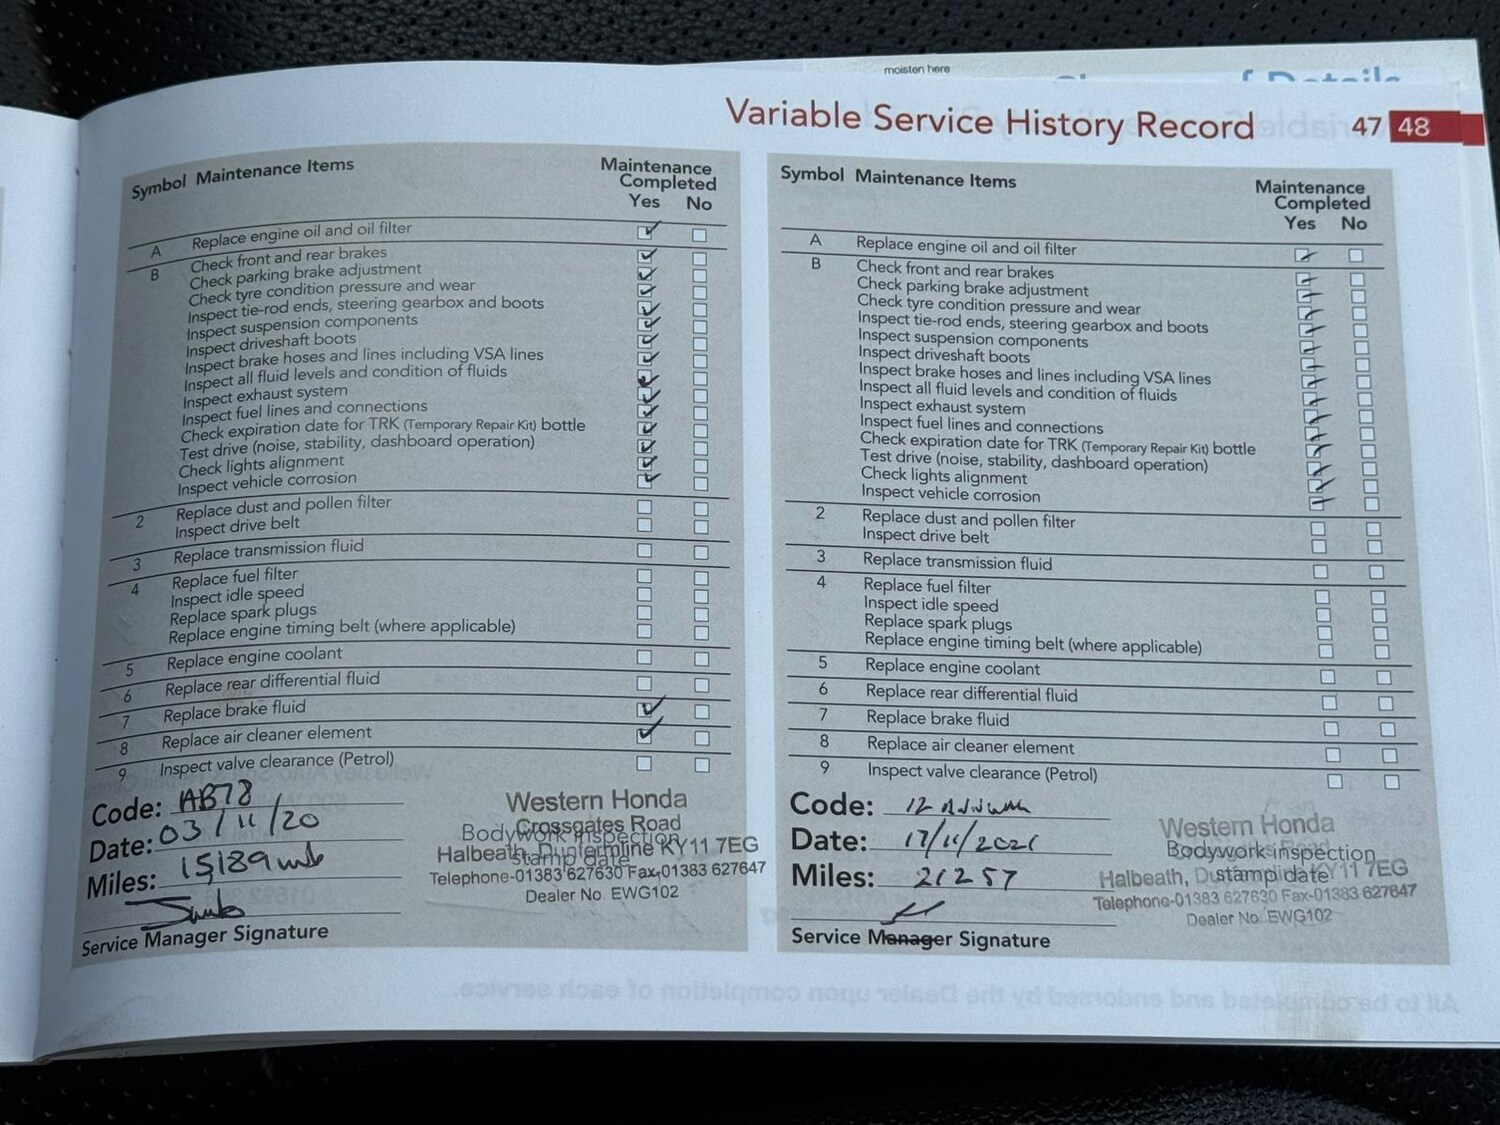 moisten here
Variable Service History Record
47 48
Symbol Maintenance Items
Maintenance
Completed
Yes No
A Replace engine oil and oil filter
B Check front and rear brakes
Check parking brake adjustment
Check tyre condition pressure and wear
Inspect tie-rod ends, steering gearbox and boots
Inspect suspension components
Inspect driveshaft boots
Inspect brake hoses and lines including VSA lines
Inspect all fluid levels and condition of fluids
Inspect exhaust system
Inspect fuel lines and connections
Check expiration date for TRK (Temporary Repair Kit) bottle
Test drive (noise, stability, dashboard operation)
Check lights alignment
Inspect vehicle corrosion
2 Replace dust and pollen filter
Inspect drive belt
3 Replace transmission fluid
4 Replace fuel filter
Inspect idle speed
Replace spark plugs
Replace engine timing belt (where applicable)
5 Replace engine coolant
6 Replace rear differential fluid
7 Replace brake fluid
8 Replace air cleaner element
9 Inspect valve clearance (Petrol)
Code: AB78
Date: 03/11/20
Miles: 15189 mls
Service Manager Signature
Western Honda
Crossgates Road
Bodywork inspection
Halbeath, Dunfermline KY11 7EG
stamp date
Telephone-01383 627630 Fax-01383 627647
Dealer No. EWG102
Symbol Maintenance Items
Maintenance
Completed
Yes No
A Replace engine oil and oil filter
B Check front and rear brakes
Check parking brake adjustment
Check tyre condition pressure and wear
Inspect tie-rod ends, steering gearbox and boots
Inspect suspension components
Inspect driveshaft boots
Inspect brake hoses and lines including VSA lines
Inspect all fluid levels and condition of fluids
Inspect exhaust system
Inspect fuel lines and connections
Check expiration date for TRK (Temporary Repair Kit) bottle
Test drive (noise, stability, dashboard operation)
Check lights alignment
Inspect vehicle corrosion
2 Replace dust and pollen filter
Inspect drive belt
3 Replace transmission fluid
4 Replace fuel filter
Inspect idle speed
Replace spark plugs
Replace engine timing belt (where applicable)
5 Replace engine coolant
6 Replace rear differential fluid
7 Replace brake fluid
8 Replace air cleaner element
9 Inspect valve clearance (Petrol)
Code: 12
Date: 17/11/2021
Miles: 21257
Service Manager Signature
Western Honda
Bodywork inspection
Halbeath, KY11 7EG
stamp date
Telephone-01383 627630 Fax-01383 627647
Dealer No. EWG102